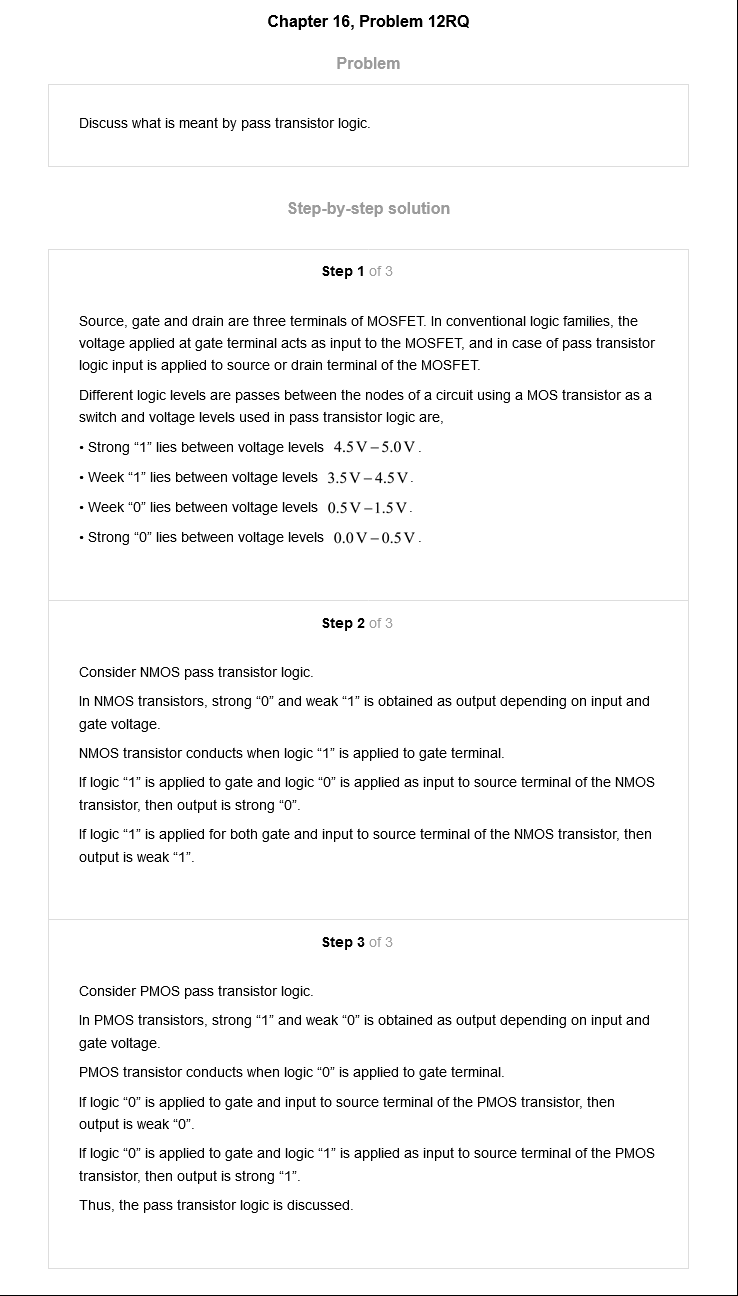 Chapter 16, Problem 12RQ
Problem
Discuss what is meant by pass transistor logic.
Step-by-step solution
Step 1 of 3
Source, gate and drain are three terminals of MOSFET. In conventional logic families, the
voltage applied at gate terminal acts as input to the MOSFET, and in case of pass transistor
logic input is applied to source or drain terminal of the MOSFET.
Different logic levels are passes between the nodes of a circuit using a MOS transistor as a
switch and voltage levels used in pass transistor logic are,
• Strong “1” lies between voltage levels 4.5 V – 5.0 V .
• Week “1” lies between voltage levels 3.5 V – 4.5 V .
• Week “0” lies between voltage levels 0.5 V – 1.5 V .
• Strong “0” lies between voltage levels 0.0 V – 0.5 V .
Step 2 of 3
Consider NMOS pass transistor logic.
In NMOS transistors, strong “0” and weak “1” is obtained as output depending on input and
gate voltage.
NMOS transistor conducts when logic “1” is applied to gate terminal.
If logic “1” is applied to gate and logic “0” is applied as input to source terminal of the NMOS
transistor, then output is strong “0”.
If logic “1” is applied for both gate and input to source terminal of the NMOS transistor, then
output is weak “1”.
Step 3 of 3
Consider PMOS pass transistor logic.
In PMOS transistors, strong “1” and weak “0” is obtained as output depending on input and
gate voltage.
PMOS transistor conducts when logic “0” is applied to gate terminal.
If logic “0” is applied to gate and input to source terminal of the PMOS transistor, then
output is weak “0”.
If logic “0” is applied to gate and logic “1” is applied as input to source terminal of the PMOS
transistor, then output is strong “1”.
Thus, the pass transistor logic is discussed.